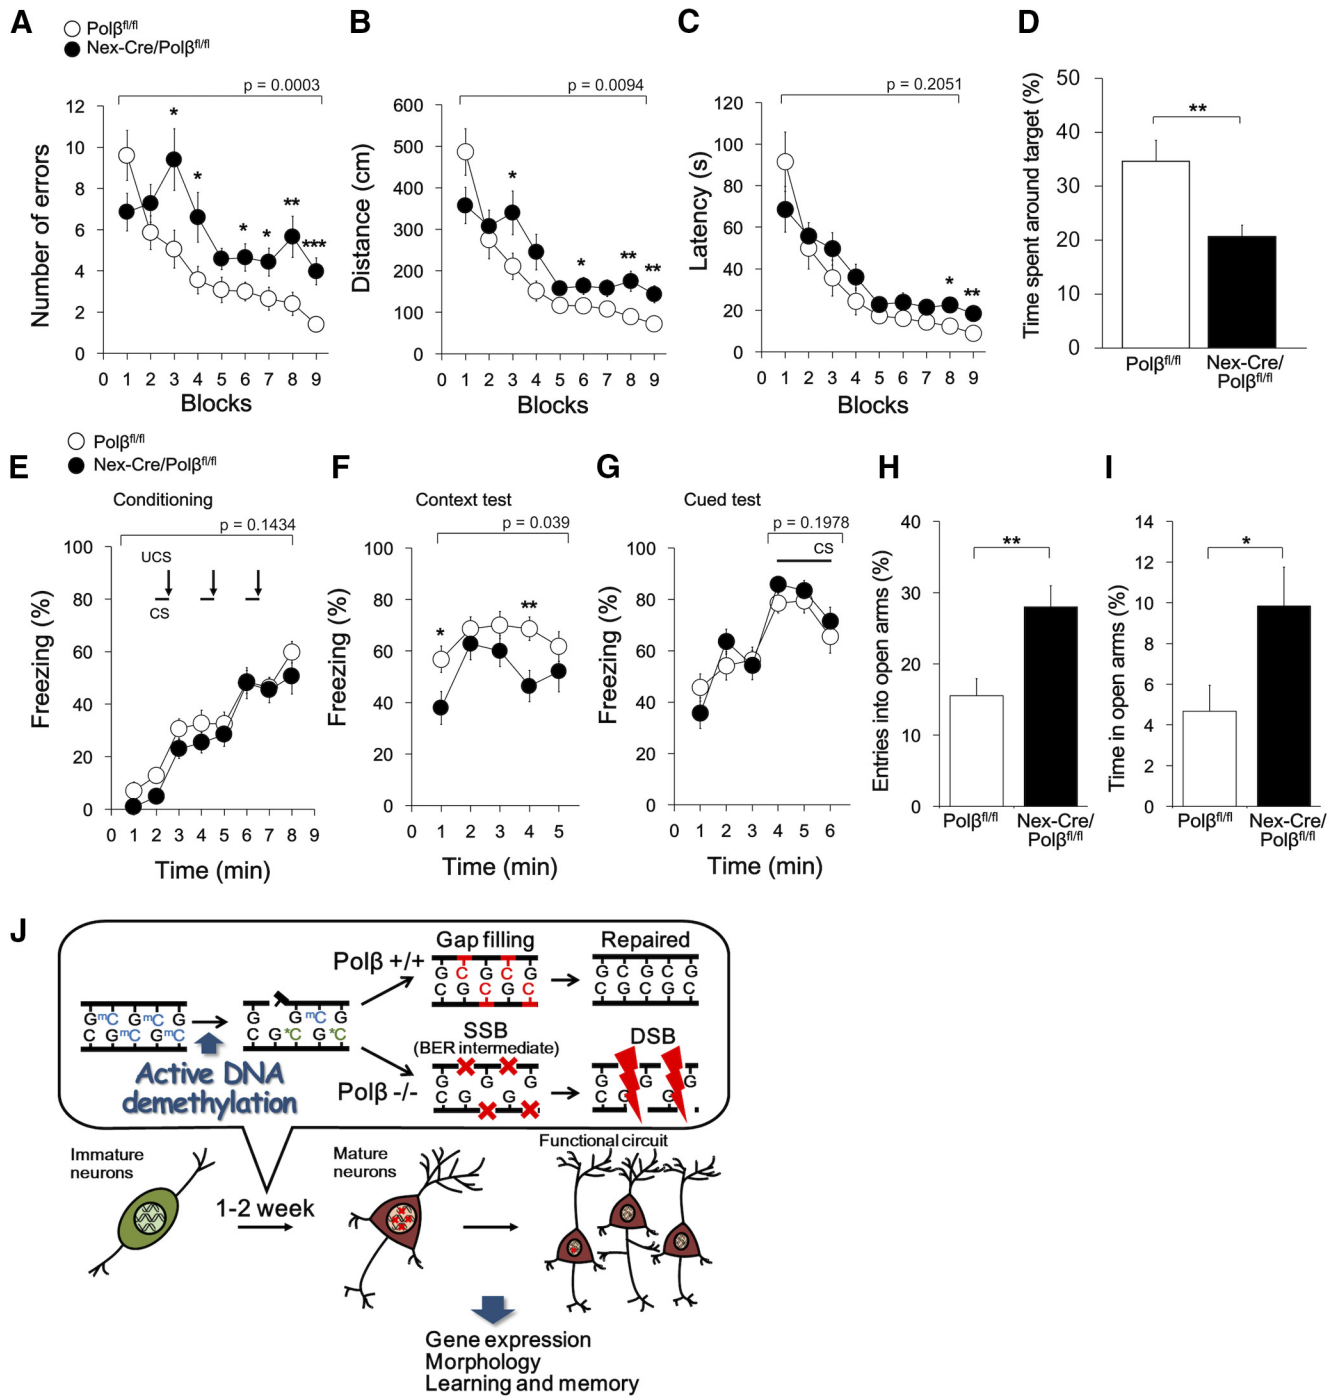 A
Polβfl/fl
Nex-Cre/Polβfl/fl
p = 0.0003
Number of errors
12
10
8
6
4
2
0
*
*
*
*
**
***
0 1 2 3 4 5 6 7 8 9
Blocks
B
p = 0.0094
Distance (cm)
600
500
400
300
200
100
0
*
*
**
**
0 1 2 3 4 5 6 7 8 9
Blocks
C
p = 0.2051
Latency (s)
120
100
80
60
40
20
0
*
**
0 1 2 3 4 5 6 7 8 9
Blocks
D
Time spent around target (%)
50
40
30
20
10
0
**
Polβfl/fl
Nex-Cre/
Polβfl/fl
Polβfl/fl
Nex-Cre/Polβfl/fl
E
Conditioning
p = 0.1434
Freezing (%)
100
80
60
40
20
0
UCS
CS
0 1 2 3 4 5 6 7 8 9
Time (min)
F
Context test
p = 0.039
Freezing (%)
100
80
60
40
20
0
*
**
0 1 2 3 4 5
Time (min)
G
Cued test
p = 0.1978
CS
Freezing (%)
100
80
60
40
20
0
0 1 2 3 4 5 6
Time (min)
H
Entries into open arms (%)
40
30
20
10
0
**
Polβfl/fl
Nex-Cre/
Polβfl/fl
I
Time in open arms (%)
14
12
10
8
6
4
2
0
*
Polβfl/fl
Nex-Cre/
Polβfl/fl
J
GmC GmC G
C GmC GmC
G GmC G
C G*C G*C
Active DNA
demethylation
Polβ +/+
Gap filling
G C G C G
C G C G C
Repaired
G C G C G
C G C G C
Polβ -/-
SSB
(BER intermediate)
G G G
C G G
DSB
G G G
C G G
Immature
neurons
1-2 week
Mature
neurons
Functional circuit
Gene expression
Morphology
Learning and memory